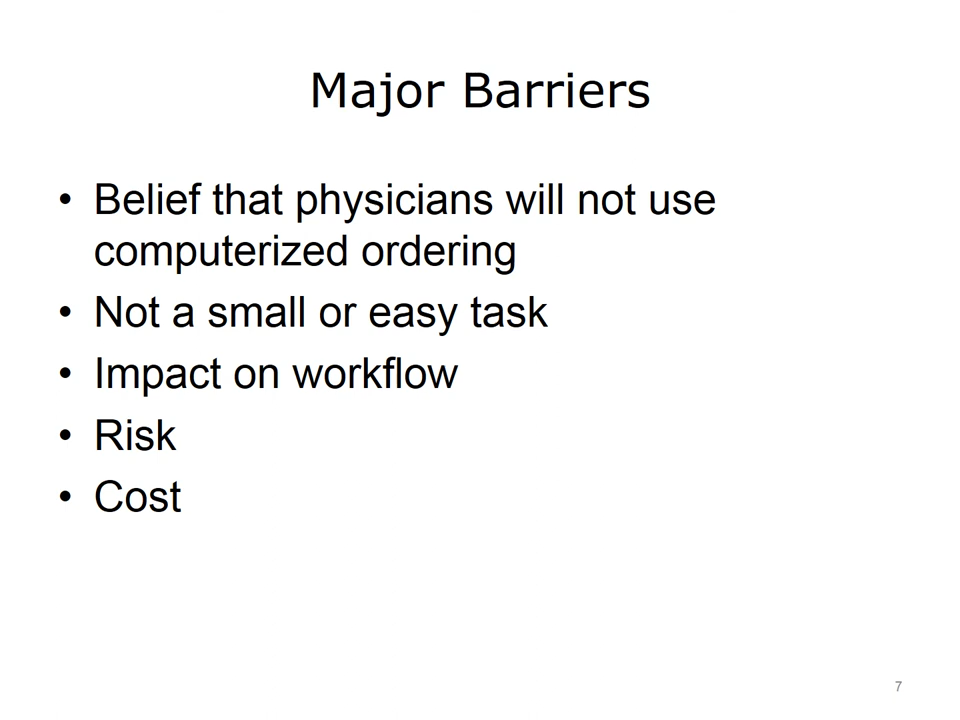 Major Barriers
• Belief that physicians will not use
computerized ordering
• Not a small or easy task
• Impact on workflow
• Risk
• Cost
7